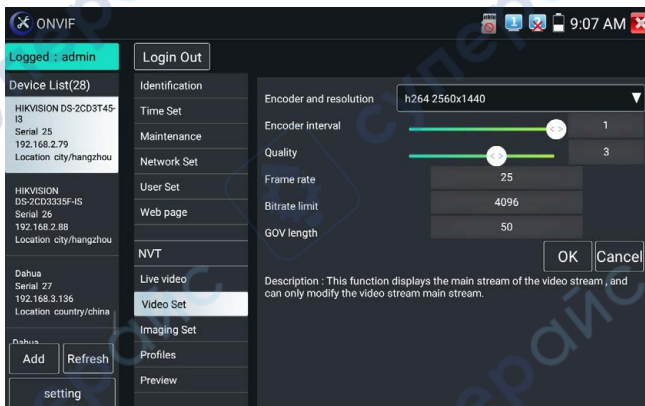 ONVIF
9:07 AM
Logged : admin
Login Out
Device List(28)
HIKVISION DS-2CD3T45-
I3
Serial 25
192.168.2.79
Location city/hangzhou
HIKVISION
DS-2CD3335F-IS
Serial 26
192.168.2.88
Location city/hangzhou
Dahua
Serial 27
192.168.3.136
Location country/china
Dahua
Add
Refresh
setting
Identification
Time Set
Maintenance
Network Set
User Set
Web page
NVT
Live video
Video Set
Imaging Set
Profiles
Preview
Encoder and resolution
h264 2560x1440
Encoder interval
1
Quality
3
Frame rate
25
Bitrate limit
4096
GOV length
50
OK
Cancel
Description : This function displays the main stream of the video stream , and
can only modify the video stream main stream.